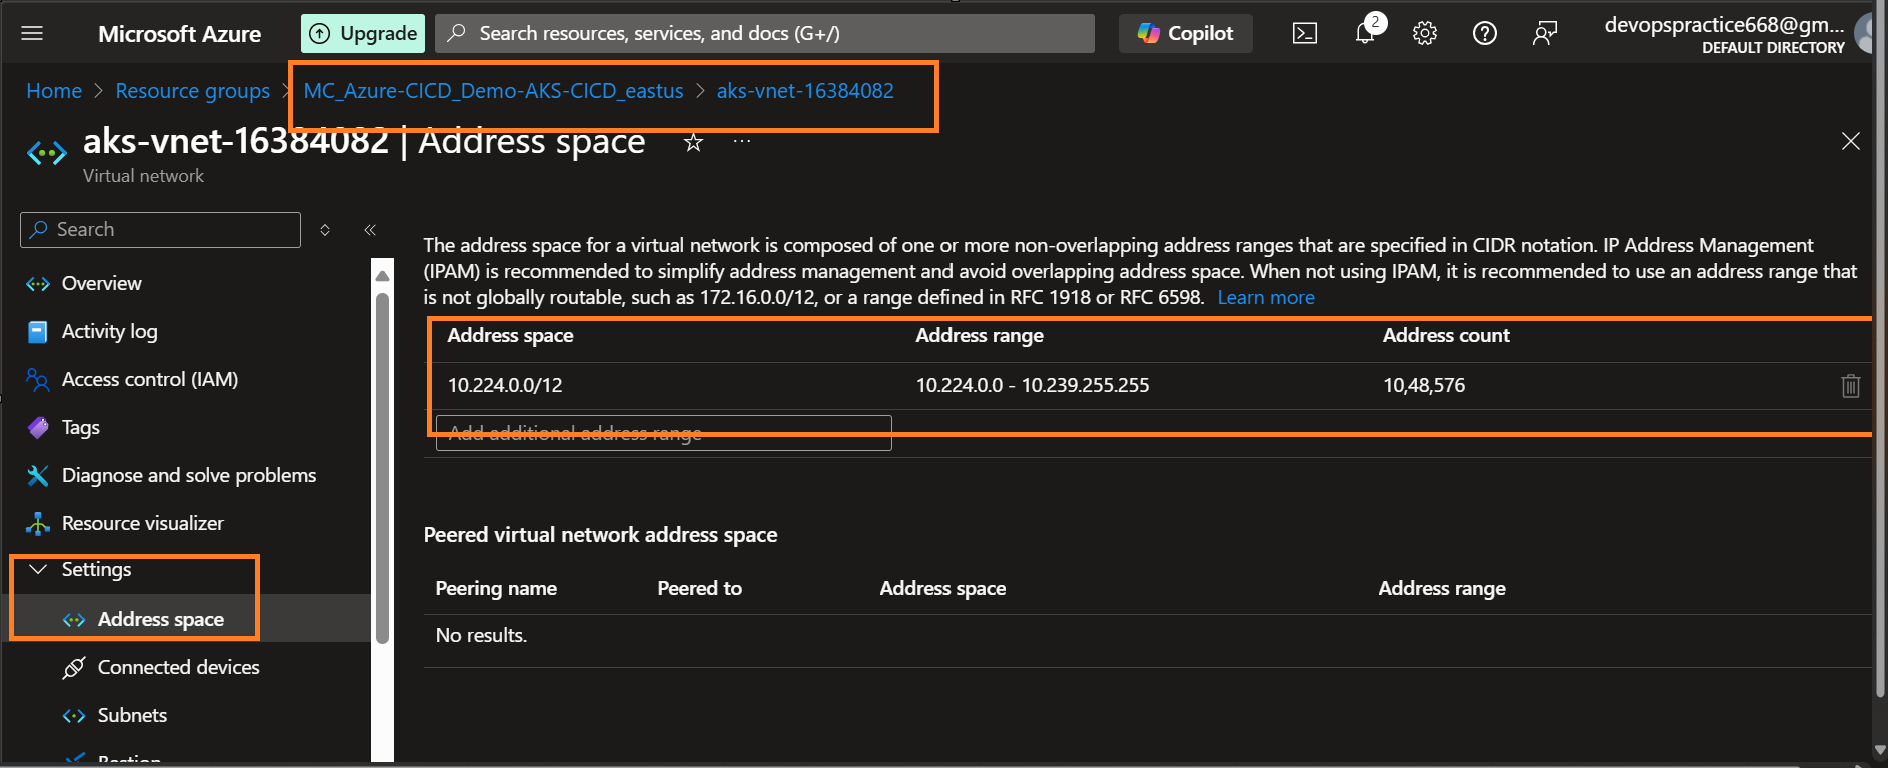 Microsoft Azure
Upgrade
Search resources, services, and docs (G+/)
Copilot
2
devopspractice668@gm...
DEFAULT DIRECTORY
Home > Resource groups > MC_Azure-CICD_Demo-AKS-CICD_eastus > aks-vnet-16384082
aks-vnet-16384082 | Address space
...
Virtual network
Search
Overview
Activity log
Access control (IAM)
Tags
Diagnose and solve problems
Resource visualizer
Settings
Address space
Connected devices
Subnets
Bastion
The address space for a virtual network is composed of one or more non-overlapping address ranges that are specified in CIDR notation. IP Address Management
(IPAM) is recommended to simplify address management and avoid overlapping address space. When not using IPAM, it is recommended to use an address range that
is not globally routable, such as 172.16.0.0/12, or a range defined in RFC 1918 or RFC 6598. Learn more
Address space Address range Address count
10.224.0.0/12 10.224.0.0 - 10.239.255.255 10,48,576
Add additional address range
Peered virtual network address space
Peering name Peered to Address space Address range
No results.